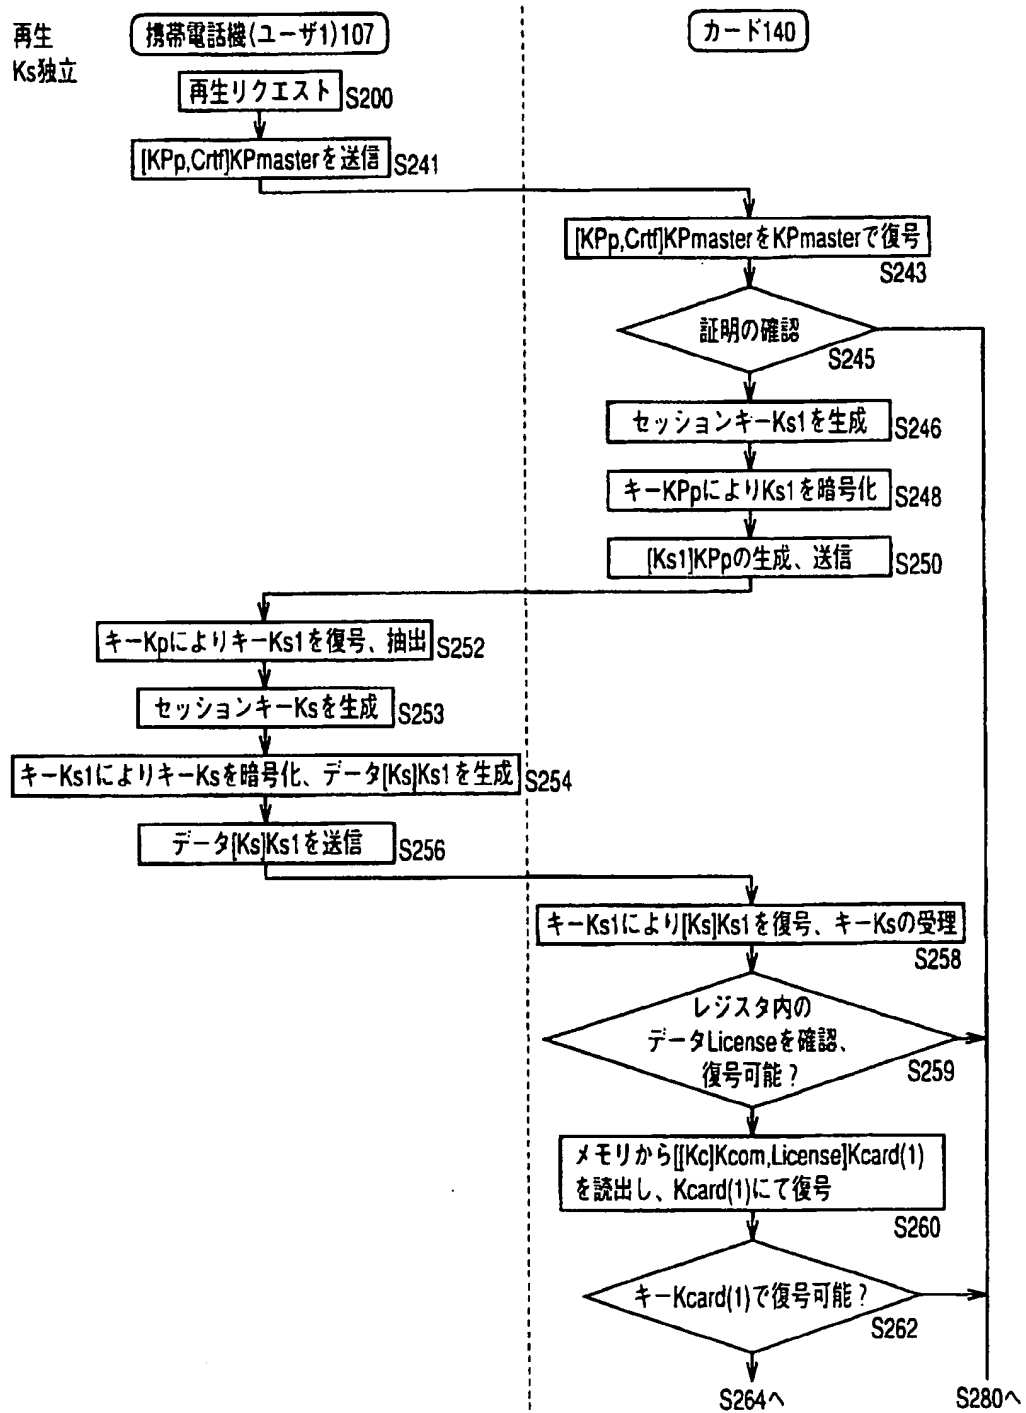 再生
Ks独立
携帯電話機(ユーザ1)107
カード140
再生リクエスト
S200
[KPp,Crtf]KPmasterを送信
S241
[KPp,Crtf]KPmasterをKPmasterで復号
S243
証明の確認
S245
セッションキーKs1を生成
S246
キーKPpによりKs1を暗号化
S248
[Ks1]KPpの生成、送信
S250
キーKpによりキーKs1を復号、抽出
S252
セッションキーKsを生成
S253
キーKs1によりキーKsを暗号化、データ[Ks]Ks1を生成
S254
データ[Ks]Ks1を送信
S256
キーKs1により[Ks]Ks1を復号、キーKsの受理
S258
レジスタ内の
データLicenseを確認、
復号可能？
S259
メモリから[[Kc]Kcom,License]Kcard(1)
を読出し、Kcard(1)にて復号
S260
キーKcard(1)で復号可能？
S262
S264へ
S280へ